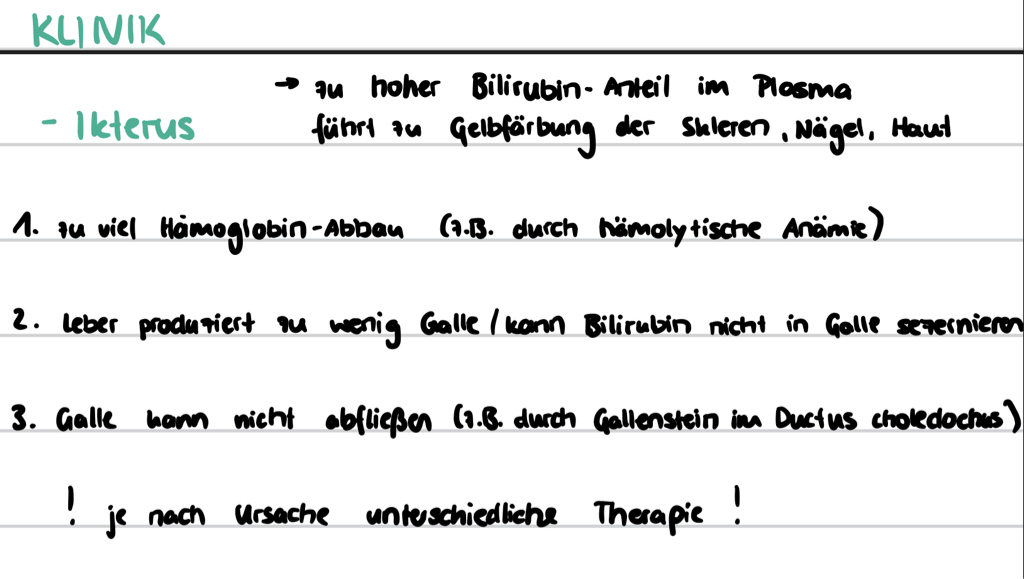 KLINIK
→ zu hoher Bilirubin-Anteil im Plasma
- Ikterus führt zu Gelbfärbung der Skleren, Nägel, Haut
1. zu viel Hämoglobin-Abbau (z.B. durch hämolytische Anämie)
2. Leber produziert zu wenig Galle / kann Bilirubin nicht in Galle sezernieren
3. Galle kann nicht abfließen (z.B. durch Gallenstein im Ductus choledochus)
! je nach Ursache unterschiedliche Therapie !